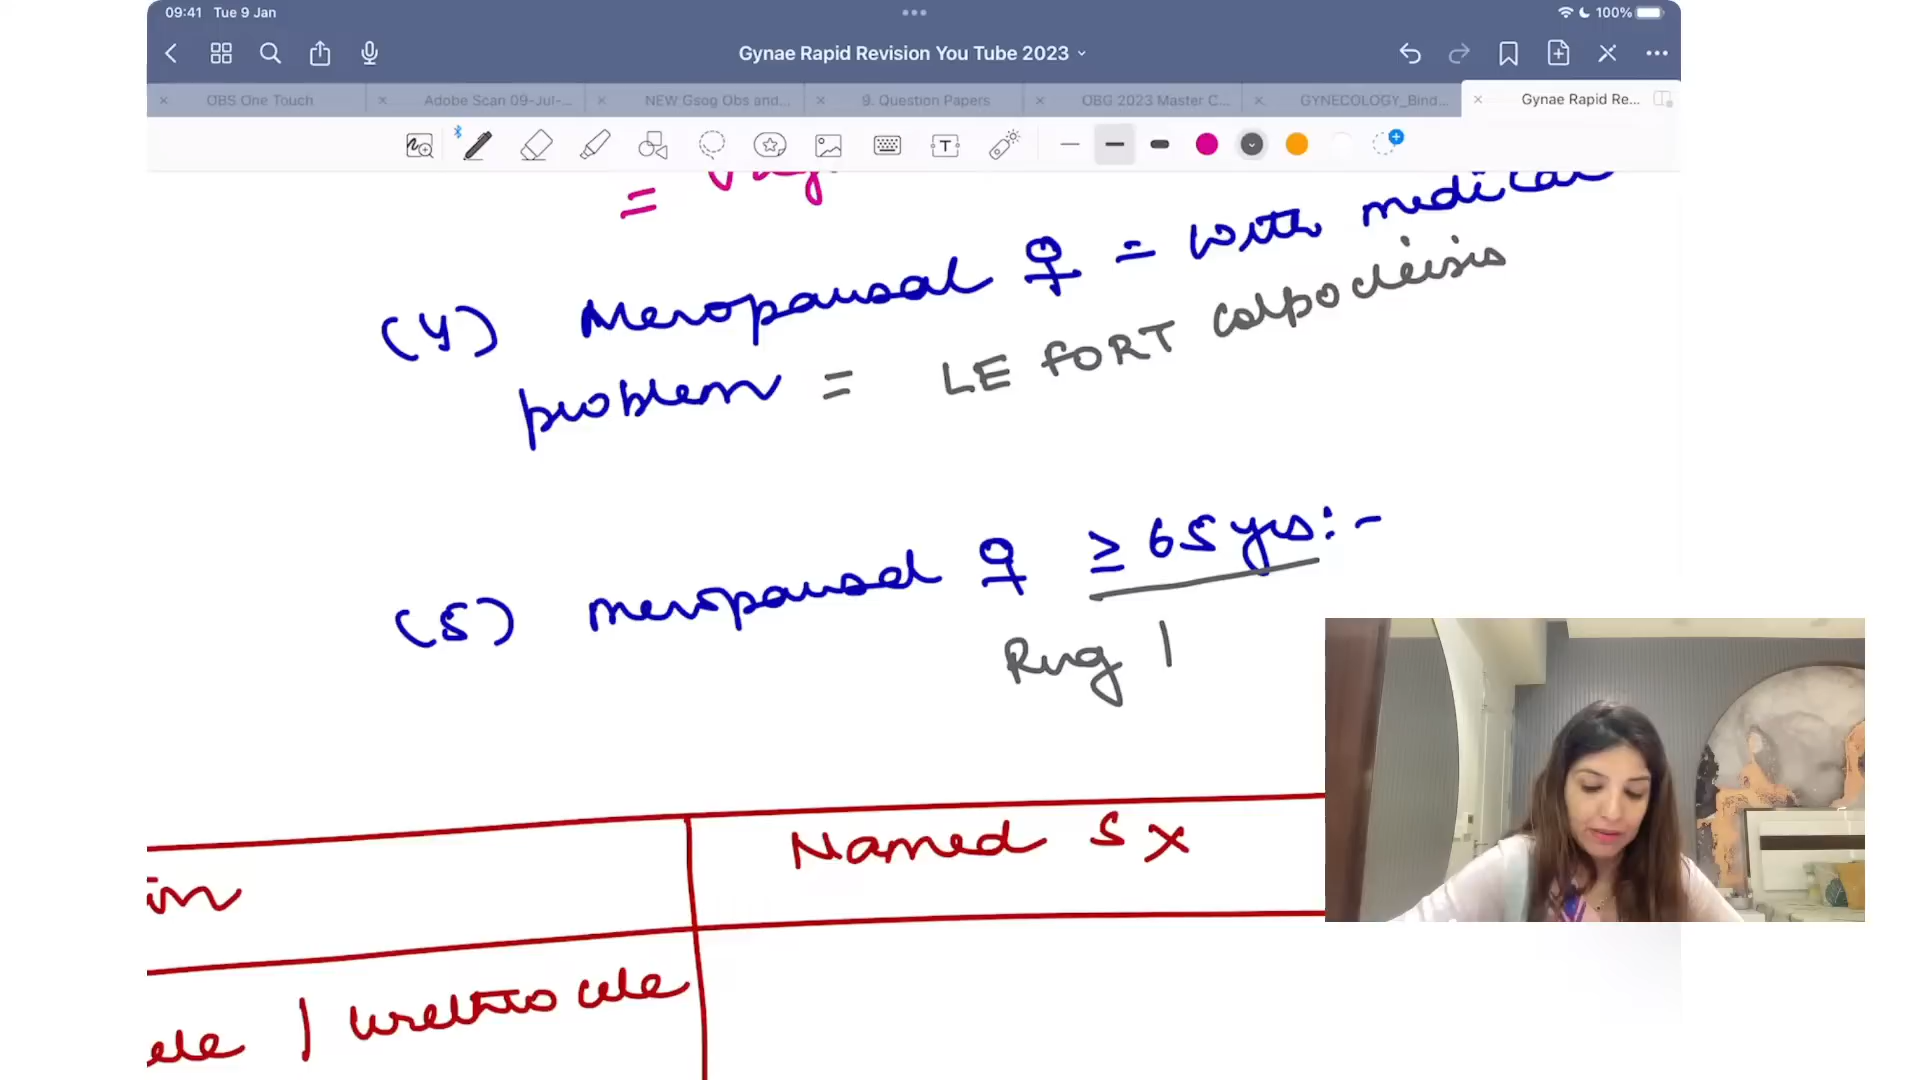 09:41 Tue 9 Jan
100%
Gynae Rapid Revision You Tube 2023
OBS One Touch
Adobe Scan 09-Jul-...
NEW Gsog Obs and...
9. Question Papers
OBG 2023 Master C...
GYNECOLOGY_Bind...
Gynae Rapid Re...
=
(4) Menopausal ♀ = with medical
problem = LE FORT colpocleisis
(5) menopausal ♀ ≥ 65 yrs:-
Ring |
Named Sx
cele | urethrocele